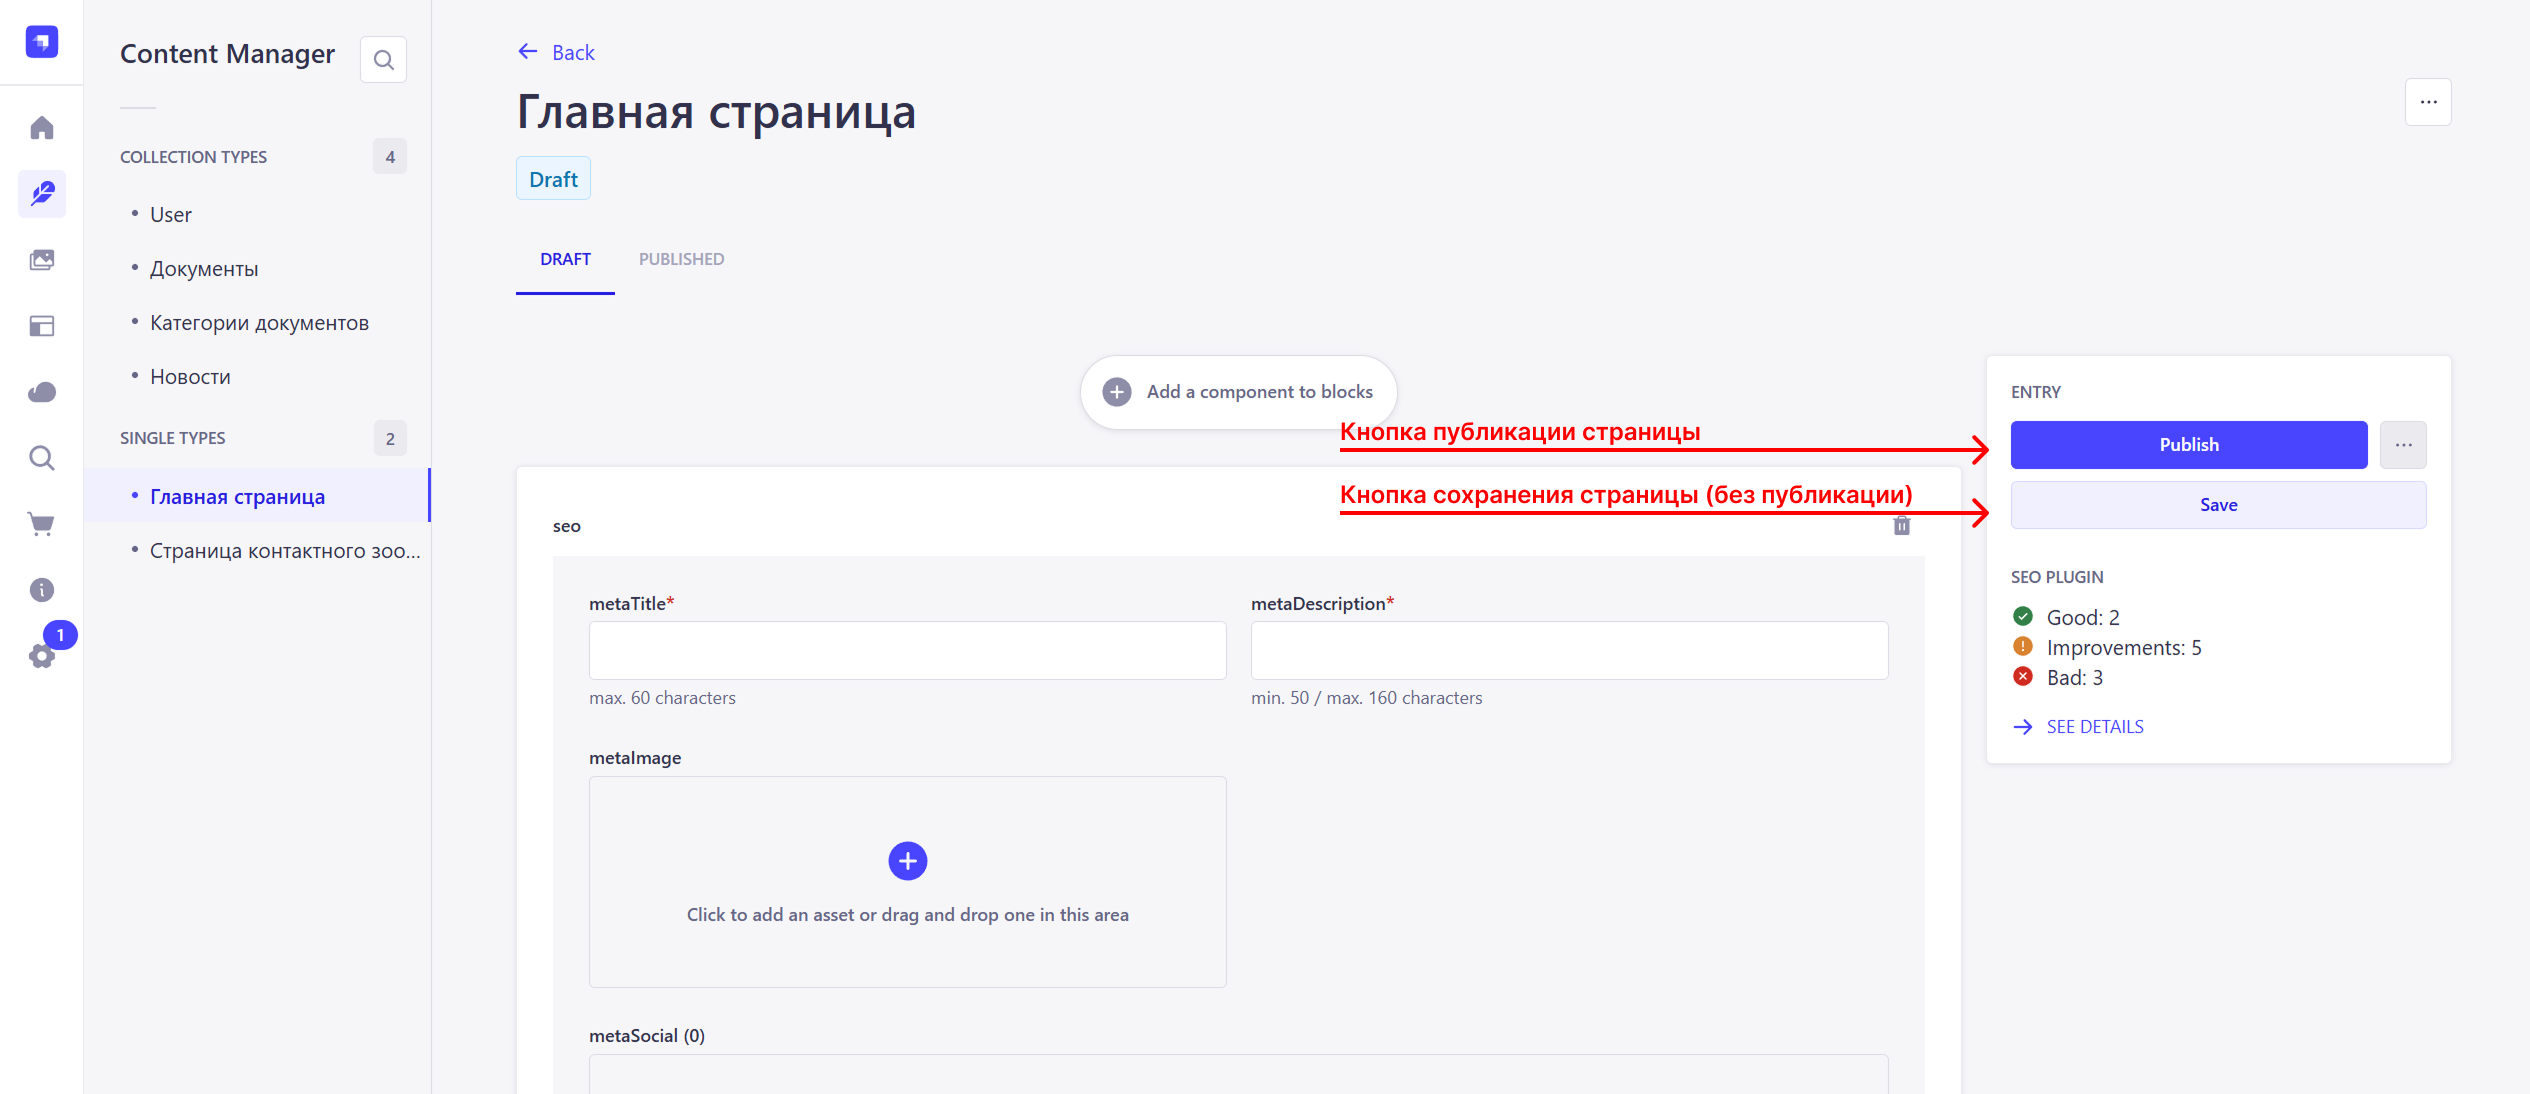 Content Manager
COLLECTION TYPES
4
User
Документы
Категории документов
Новости
SINGLE TYPES
2
Главная страница
Страница контактного зоо...
1
Back
Главная страница
Draft
DRAFT
PUBLISHED
Add a component to blocks
Кнопка публикации страницы
Кнопка сохранения страницы (без публикации)
seo
metaTitle*
max. 60 characters
metaDescription*
min. 50 / max. 160 characters
metaImage
Click to add an asset or drag and drop one in this area
metaSocial (0)
ENTRY
Publish
Save
SEO PLUGIN
Good: 2
Improvements: 5
Bad: 3
SEE DETAILS